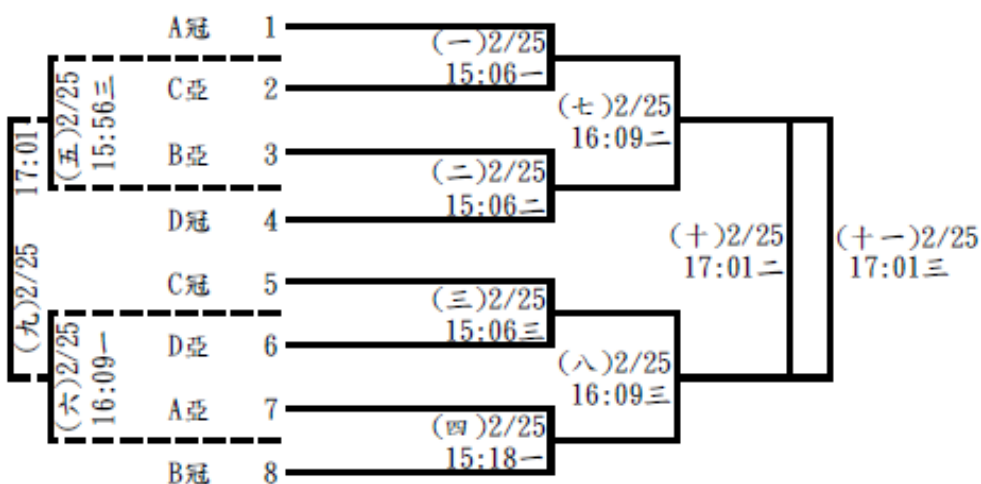 A冠 1
C亞 2
B亞 3
D冠 4
C冠 5
D亞 6
A亞 7
B冠 8
(一)2/25
15:06一
(二)2/25
15:06二
(三)2/25
15:06三
(四)2/25
15:18一
(五)2/25
15:56三
(六)2/25
16:09一
(七)2/25
16:09二
(八)2/25
16:09三
(九)2/25 17:01
(十)2/25
17:01二
(十一)2/25
17:01三